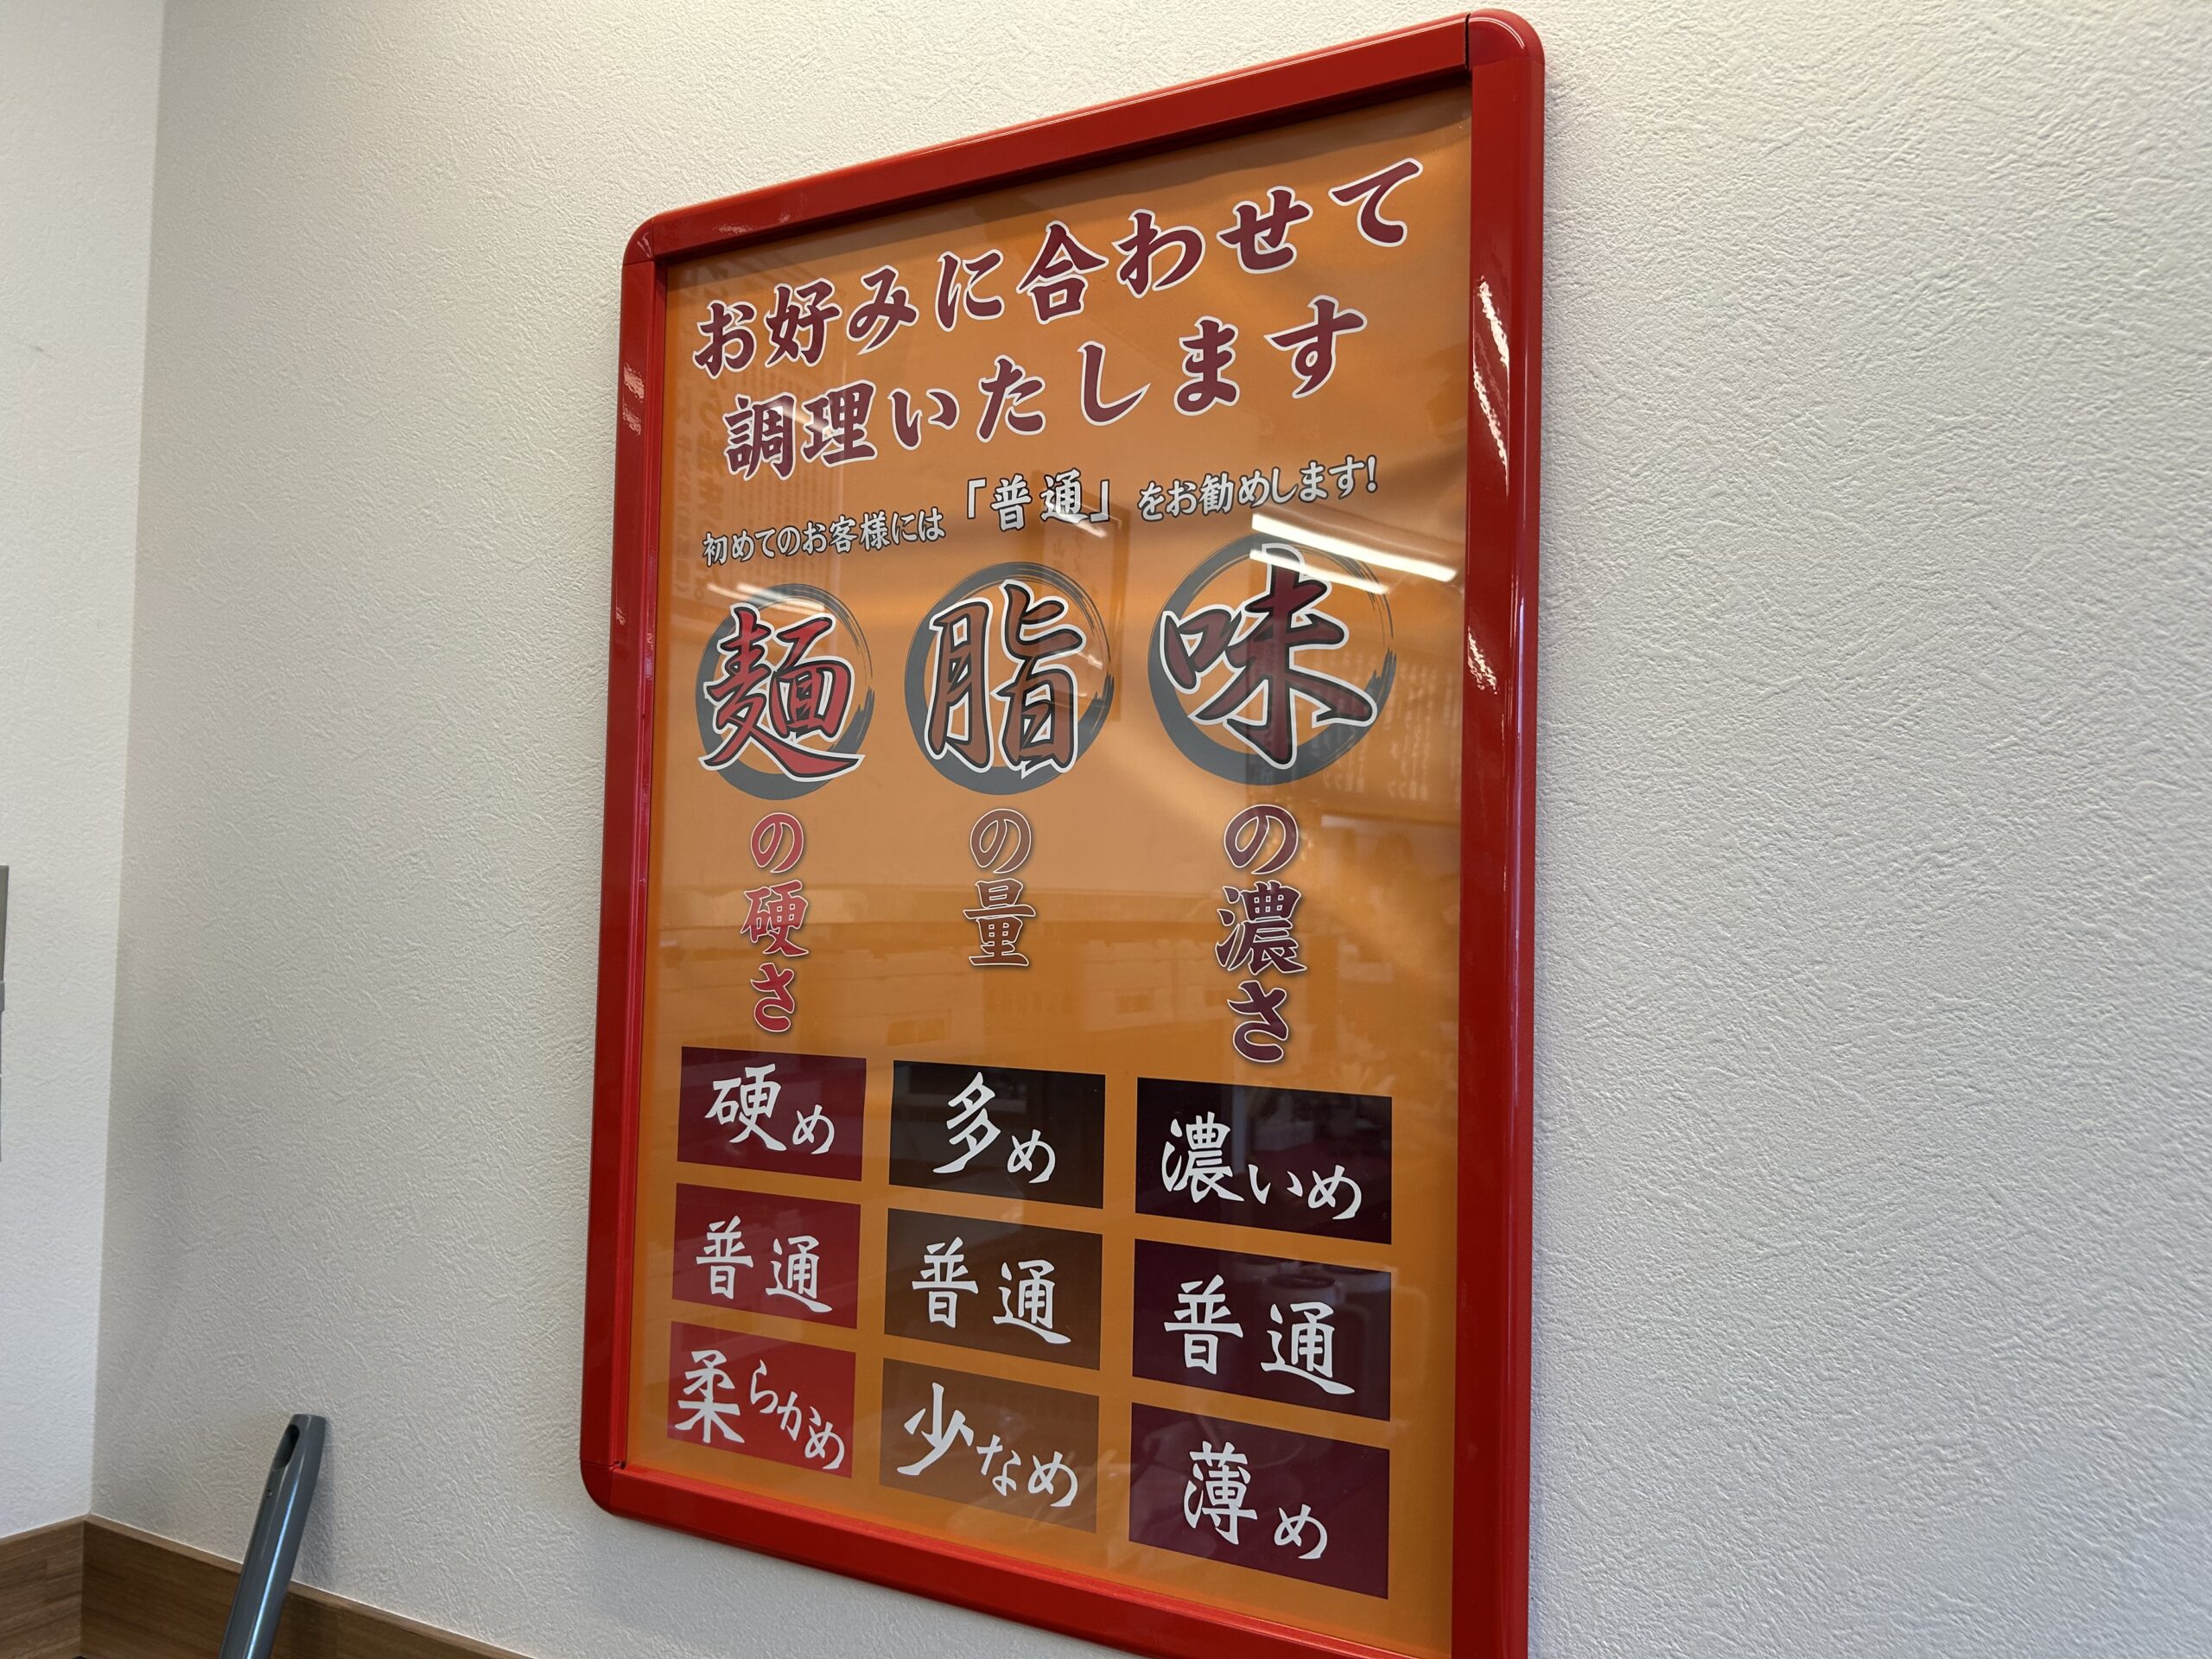 お好みに合わせて
調理いたします
初めてのお客様には「普通」をお勧めします!
麺の硬さ
硬め
普通
柔らかめ
脂の量
多め
普通
少なめ
味の濃さ
濃いめ
普通
薄め